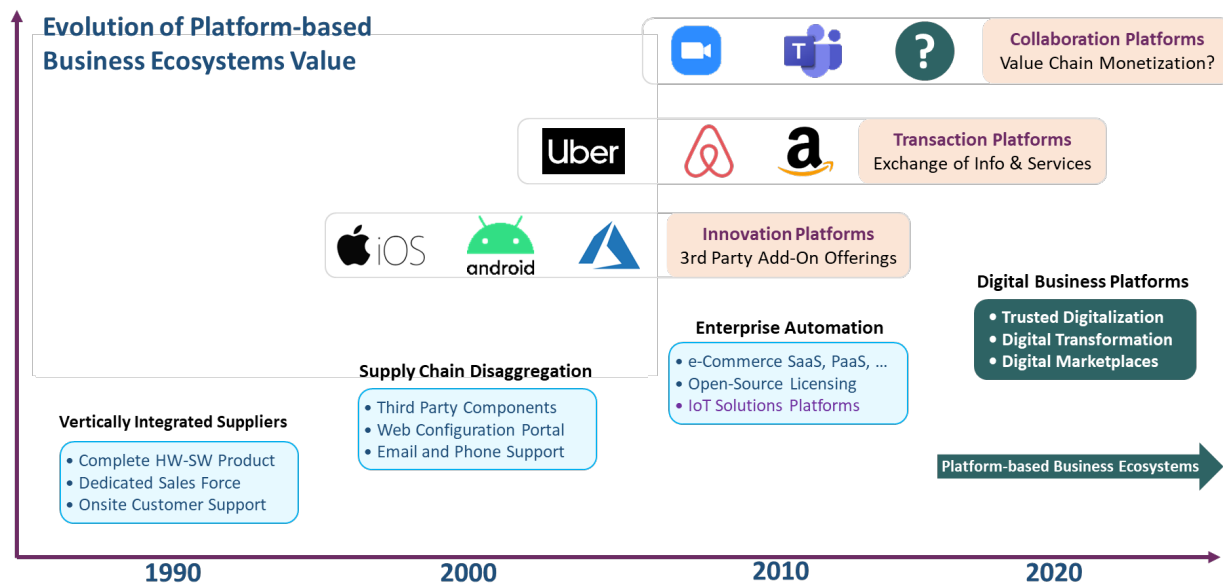 Evolution of Platform-based
Business Ecosystems Value
Collaboration Platforms
Value Chain Monetization?
T
?
Uber
a
Transaction Platforms
Exchange of Info & Services
iOS
android
Innovation Platforms
3rd Party Add-On Offerings
Digital Business Platforms
• Trusted Digitalization
• Digital Transformation
• Digital Marketplaces
Enterprise Automation
• e-Commerce SaaS, PaaS, ...
• Open-Source Licensing
• IoT Solutions Platforms
Supply Chain Disaggregation
• Third Party Components
• Web Configuration Portal
• Email and Phone Support
Vertically Integrated Suppliers
• Complete HW-SW Product
• Dedicated Sales Force
• Onsite Customer Support
Platform-based Business Ecosystems
1990
2000
2010
2020